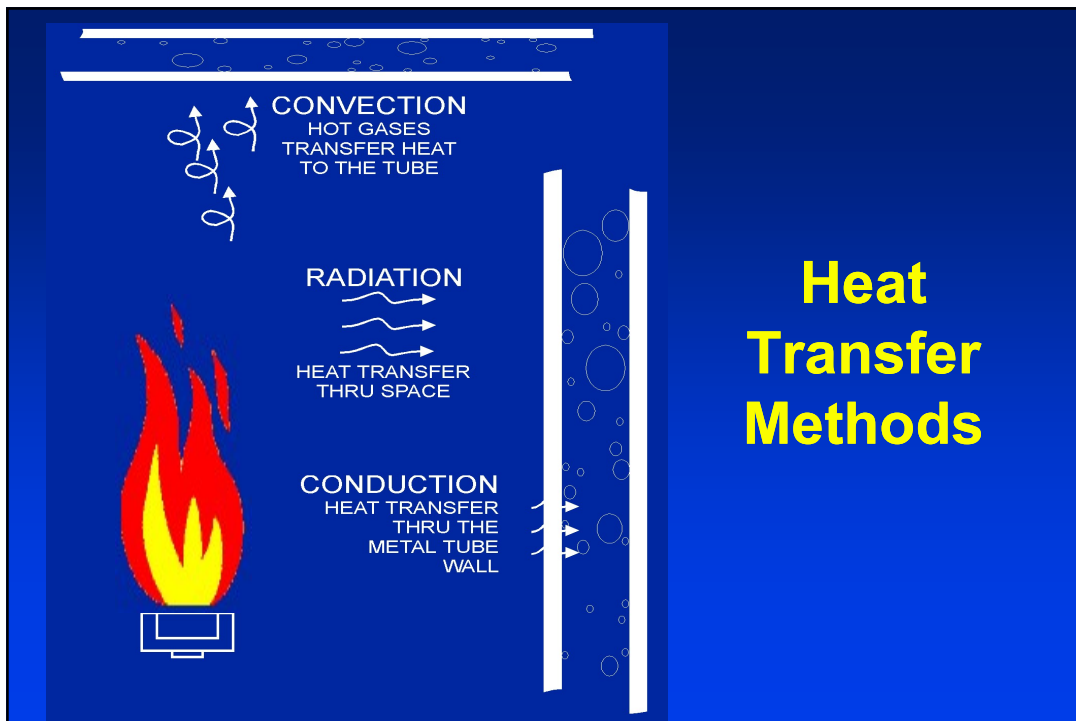 CONVECTION
HOT GASES
TRANSFER HEAT
TO THE TUBE
RADIATION
HEAT TRANSFER
THRU SPACE
CONDUCTION
HEAT TRANSFER
THRU THE
METAL TUBE
WALL
Heat
Transfer
Methods